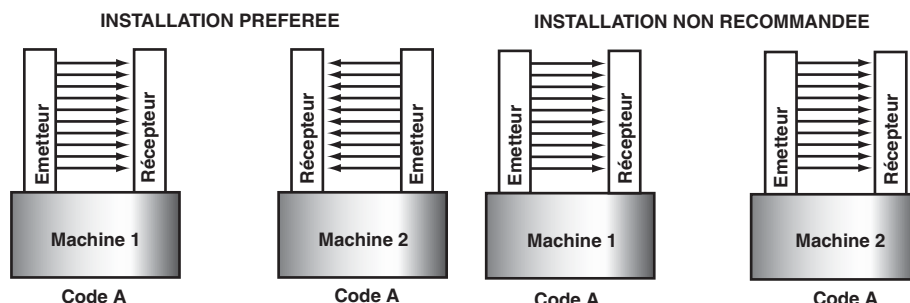 INSTALLATION PREFEREE
Emetteur
Récepteur
Machine 1
Code A
Récepteur
Emetteur
Machine 2
Code A
INSTALLATION NON RECOMMANDEE
Emetteur
Récepteur
Machine 1
Code A
Emetteur
Récepteur
Machine 2
Code A